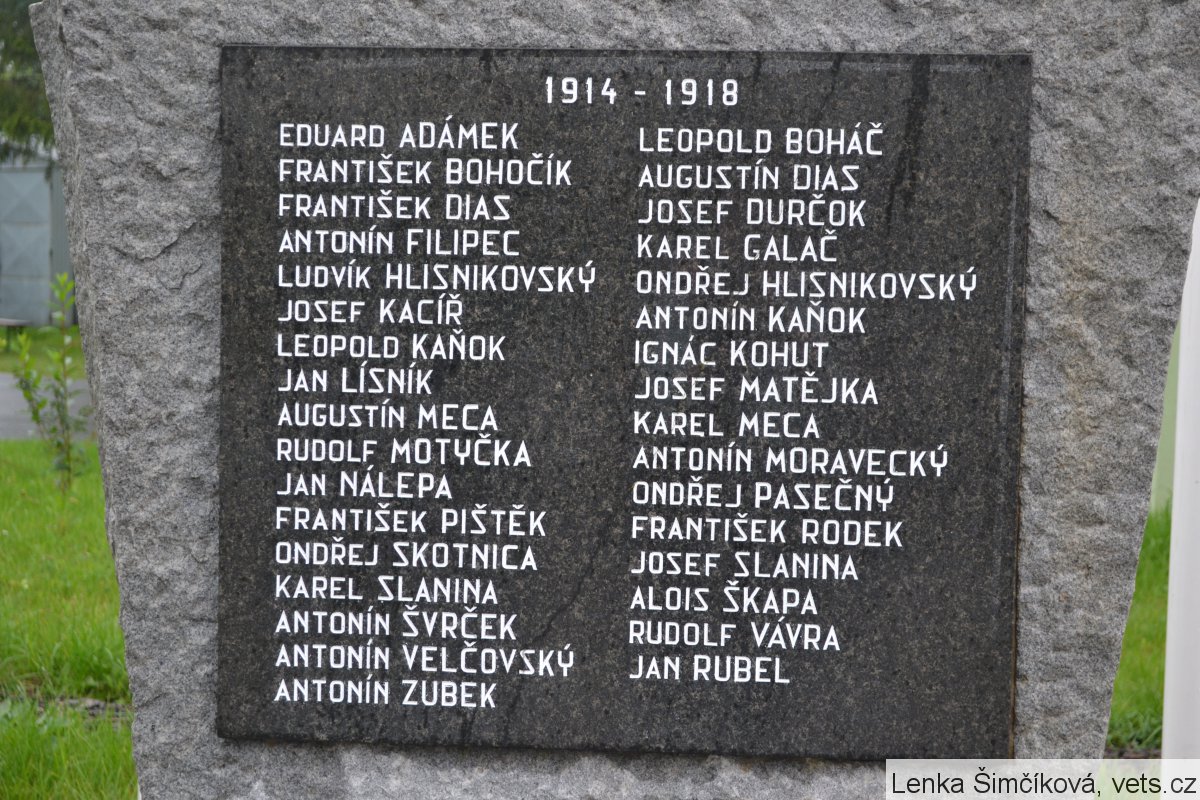 1914 - 1918
EDUARD ADÁMEK
FRANTIŠEK BOHOČÍK
FRANTIŠEK DIAS
ANTONÍN FILIPEC
LUDVÍK HLISNIKOVSKÝ
JOSEF KACÍŘ
LEOPOLD KAŇOK
JAN LÍSNÍK
AUGUSTÍN MECA
RUDOLF MOTYČKA
JAN NÁLEPA
FRANTIŠEK PIŠTĚK
ONDŘEJ SKOTNICA
KAREL SLANINA
ANTONÍN ŠVRČEK
ANTONÍN VELČOVSKÝ
ANTONÍN ZUBEK
LEOPOLD BOHÁČ
AUGUSTÍN DIAS
JOSEF DURČOK
KAREL GALAČ
ONDŘEJ HLISNIKOVSKÝ
ANTONÍN KAŇOK
IGNÁC KOHUT
JOSEF MATĚJKA
KAREL MECA
ANTONÍN MORAVECKÝ
ONDŘEJ PASEČNÝ
FRANTIŠEK RODEK
JOSEF SLANINA
ALOIS ŠKAPA
RUDOLF VÁVRA
JAN RUBEL
Lenka Šimčíková, vets.cz